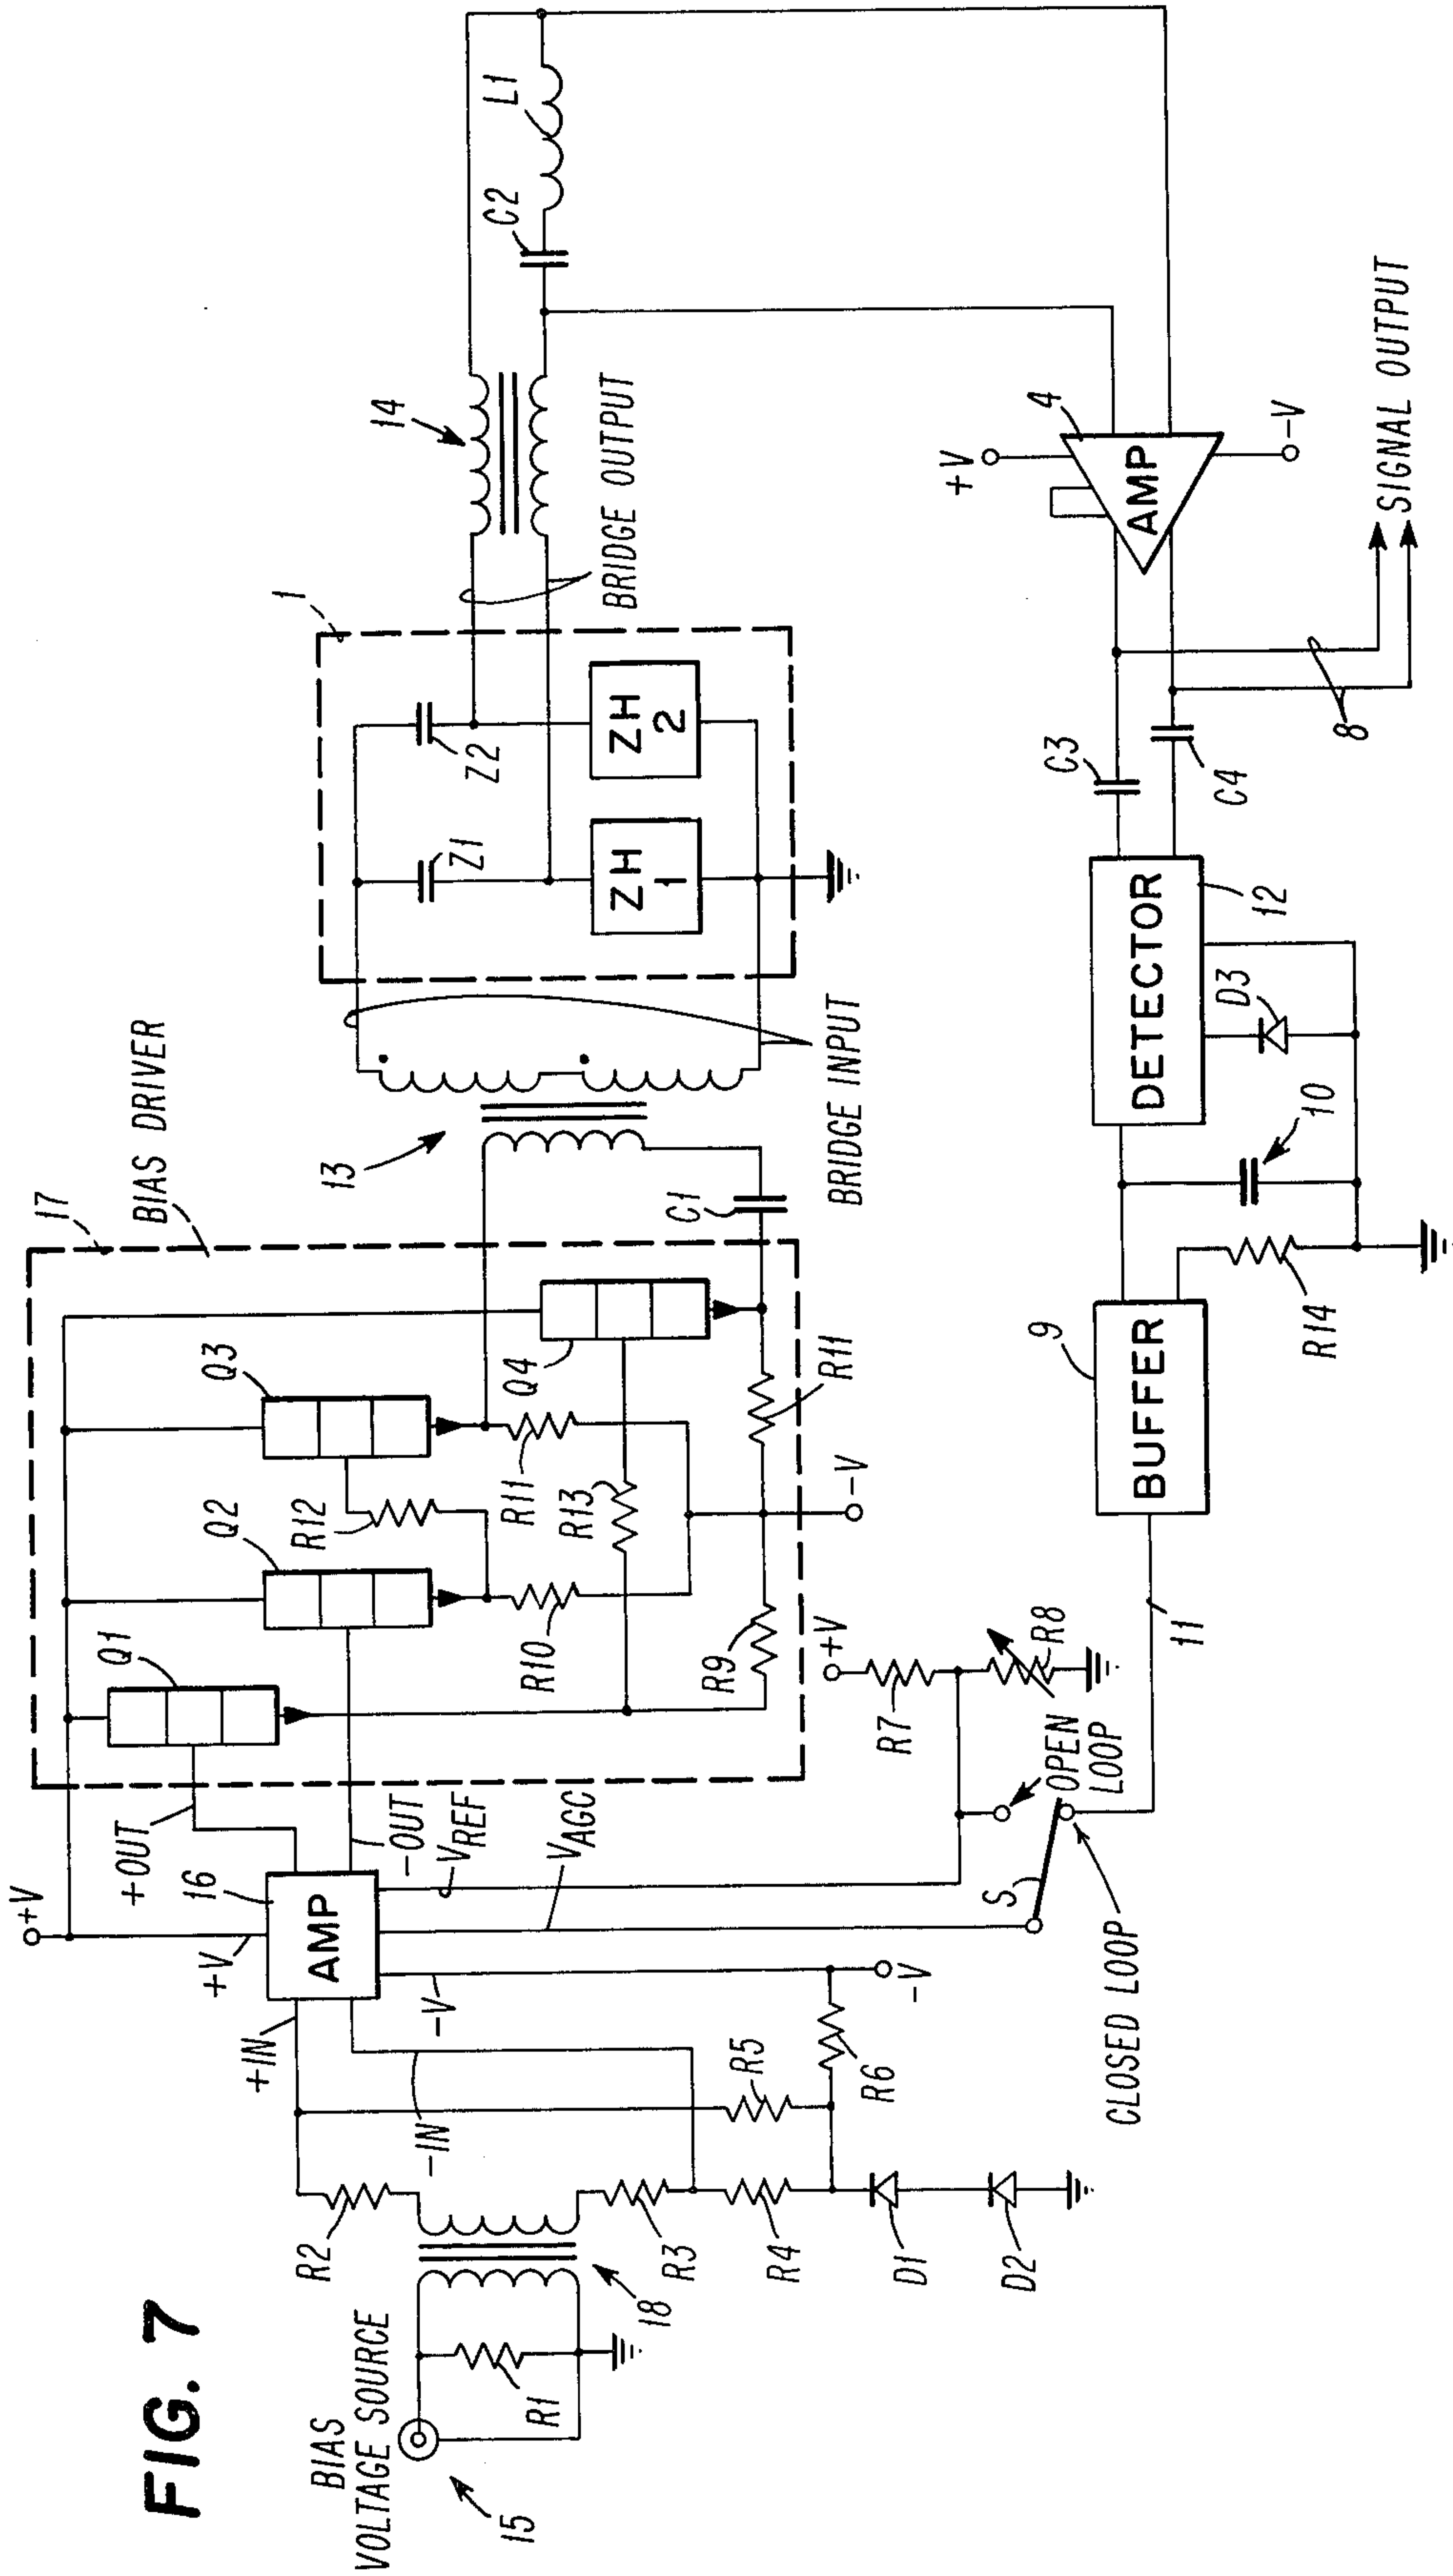 FIG. 7
BIAS
VOLTAGE SOURCE
15
R1
18
R2
R3
R4
R5
R6
D1
D2
+IN
-IN
+V
+V
-V
-V
AMP
16
+OUT
-OUT
VREF
VAGC
S
OPEN
LOOP
CLOSED LOOP
+V
R7
R8
17
BIAS DRIVER
Q1
Q2
Q3
Q4
R9
R10
R11
R12
R13
R11
-V
C1
13
BRIDGE INPUT
1
Z1
Z2
ZH
1
ZH
2
BRIDGE OUTPUT
14
C2
L1
+V
4
AMP
-V
SIGNAL OUTPUT
8
C3
C4
DETECTOR
12
D3
10
R14
BUFFER
9
11